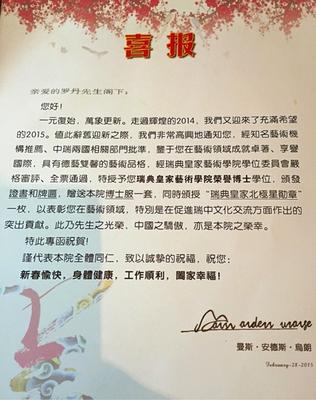 喜报
亲爱的罗丹先生阁下：
您好！
一元復始，萬象更新。走過輝煌的2014，我們又迎來了充滿希望
的2015。值此辭舊迎新之際，我們非常高興地通知您，經知名藝術機
構推薦、中瑞兩國相關部門批準，鑒于您在藝術領域成就卓著、享譽
國際，具有德藝雙馨的藝術品格，經瑞典皇家藝術學院學位委員會嚴
格審評、全票通過，特授予您瑞典皇家藝術學院榮譽博士學位，頒發
證書和牌匾，贈送本院博士服一套，同時頒授“瑞典皇家北極星勛章”
一枚，以表彰您在藝術領域，特別是在促進瑞中文化交流方面作出的
突出貢獻。此乃先生之光榮，中國之驕傲，亦是本院之榮幸。
特此專函祝賀！
謹代表本院全體同仁，致以誠摯的祝福，祝您：
新春愉快，身體健康，工作順利，闔家幸福！
曼斯·安德斯·烏朗
February-28-2015